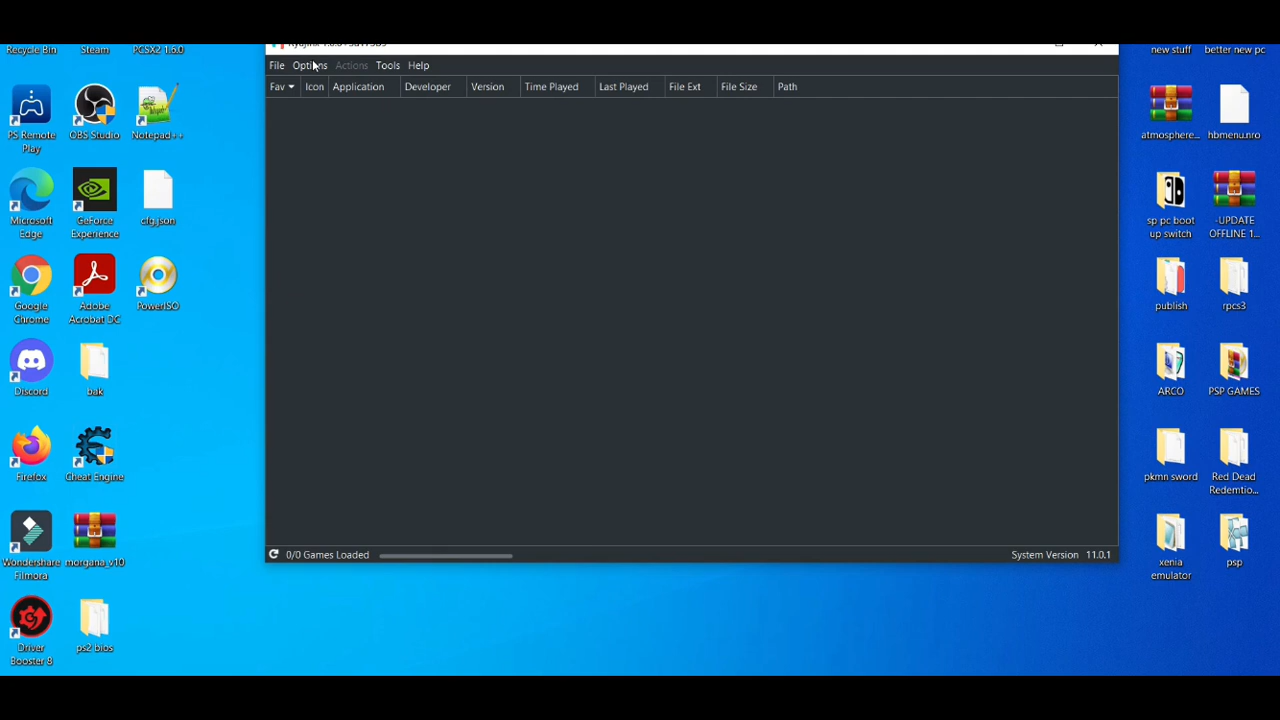 Recycle Bin
Steam
PCSX2 1.6.0
new stuff
better new pc
File Options Actions Tools Help
Fav Icon Application Developer Version Time Played Last Played File Ext File Size Path
PS Remote
Play
OBS Studio
Notepad++
atmosphere...
hbmenu.nro
Microsoft
Edge
GeForce
Experience
cfg.json
sp pc boot
up switch
-UPDATE
OFFLINE 1...
Google
Chrome
Adobe
Acrobat DC
PowerISO
publish
rpcs3
Discord
bak
ARCO
PSP GAMES
Firefox
Cheat Engine
pkmn sword
Red Dead
Redemtio...
Wondershare
Filmora
morgana_v10
xenia
emulator
psp
0/0 Games Loaded
System Version 11.0.1
Driver
Booster 8
ps2 bios